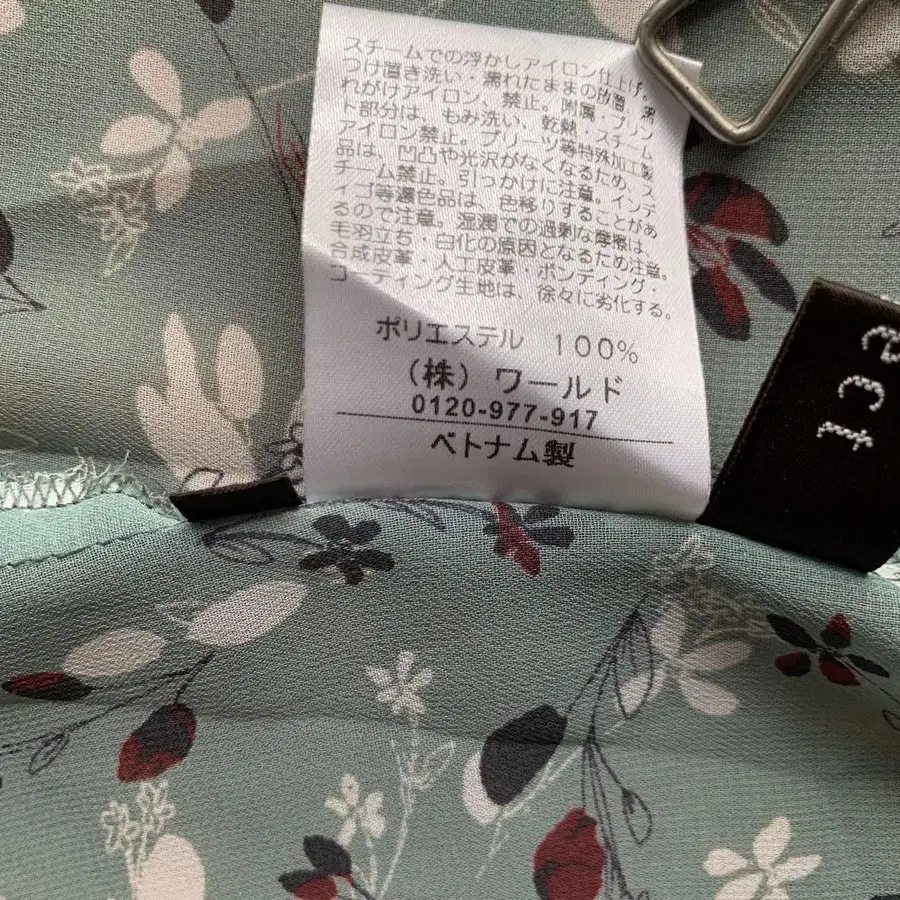 スチームでの浮かしアイロン仕上げ。
つけ置き洗い・濡れたままの放置、濡
れがけアイロン、禁止。附属・プリン
ト部分は、もみ洗い、乾熱・スチーム
アイロン禁止。プリーツ等特殊加工製
品は、凹凸や光沢がなくなるため、ス
チーム禁止。引っかけに注意。インデ
ィゴ等濃色品は、色移りすることがあ
るので注意。湿潤での過剰な摩擦は、
毛羽立ち・白化の原因となるため注意。
合成皮革・人工皮革・ボンディング・
コーティング生地は、徐々に劣化する。
ポリエステル 100%
(株) ワールド
0120-977-917
ベトナム製